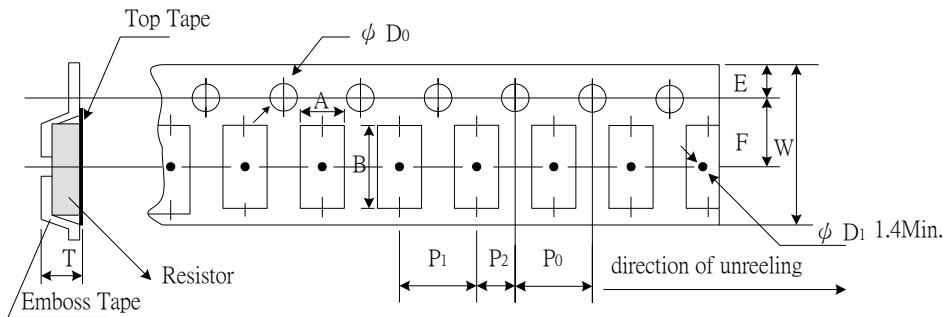 Top Tape
ϕ D0
A
E
F
W
B
ϕ D1 1.4Min.
T
P1
P2
P0
direction of unreeling
Resistor
Emboss Tape